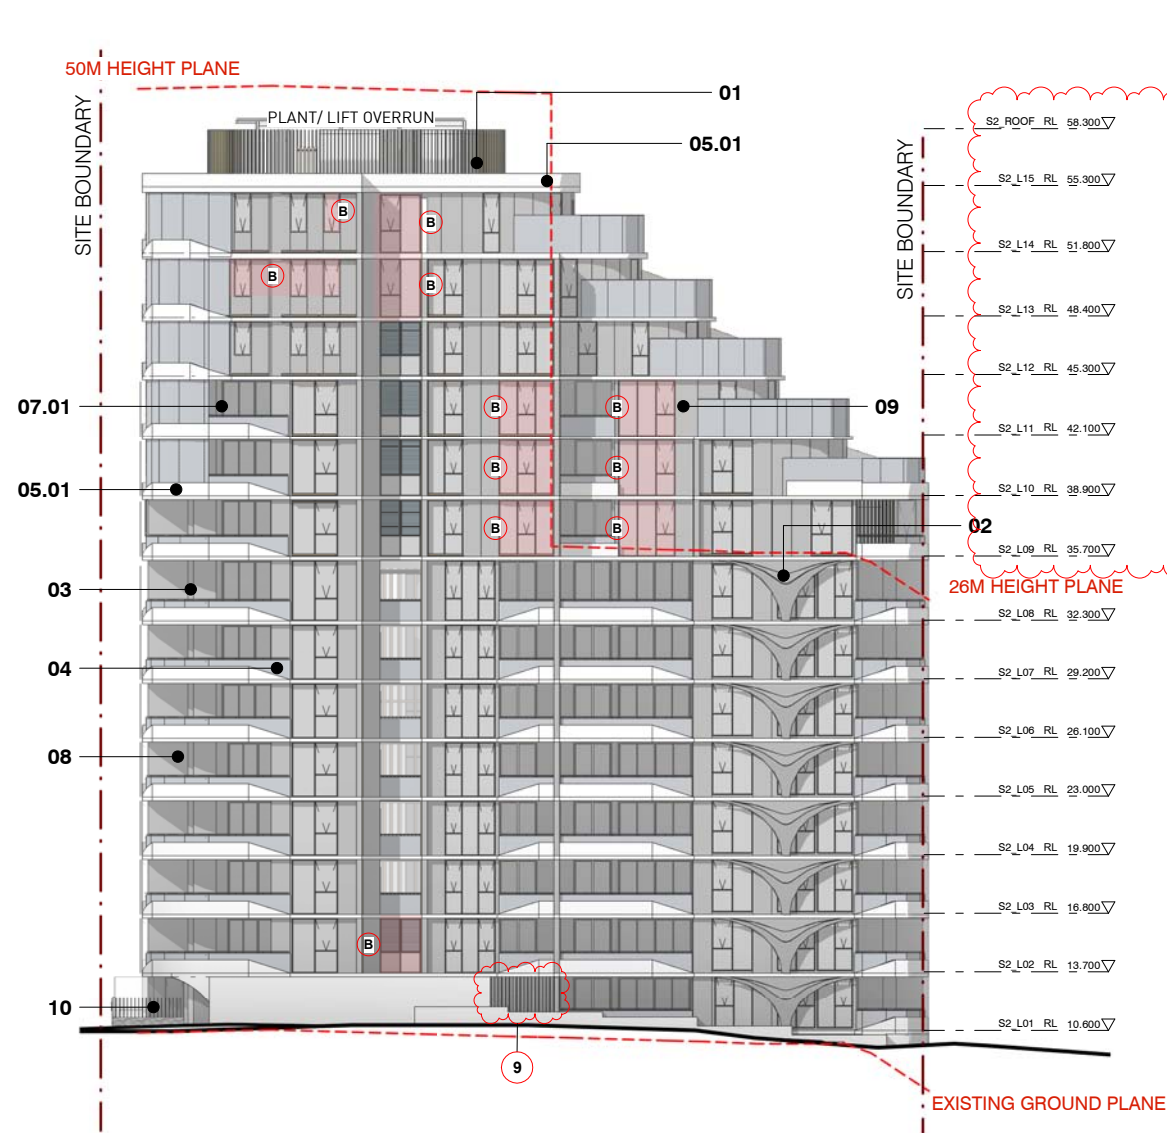 50M HEIGHT PLANE
01
PLANT/ LIFT OVERRUN
05.01
SITE BOUNDARY
SITE BOUNDARY
S2_ROOF RL 58.300
S2_L15 RL 55.300
B
B
S2_L14 RL 51.800
B
B
S2_L13 RL 48.400
S2_L12 RL 45.300
07.01
B
B
09
S2_L11 RL 42.100
B
B
05.01
S2_L10 RL 38.900
B
B
02
S2_L09 RL 35.700
03
26M HEIGHT PLANE
S2_L08 RL 32.300
04
S2_L07 RL 29.200
S2_L06 RL 26.100
08
S2_L05 RL 23.000
S2_L04 RL 19.900
S2_L03 RL 16.800
B
S2_L02 RL 13.700
10
S2_L01 RL 10.600
9
EXISTING GROUND PLANE